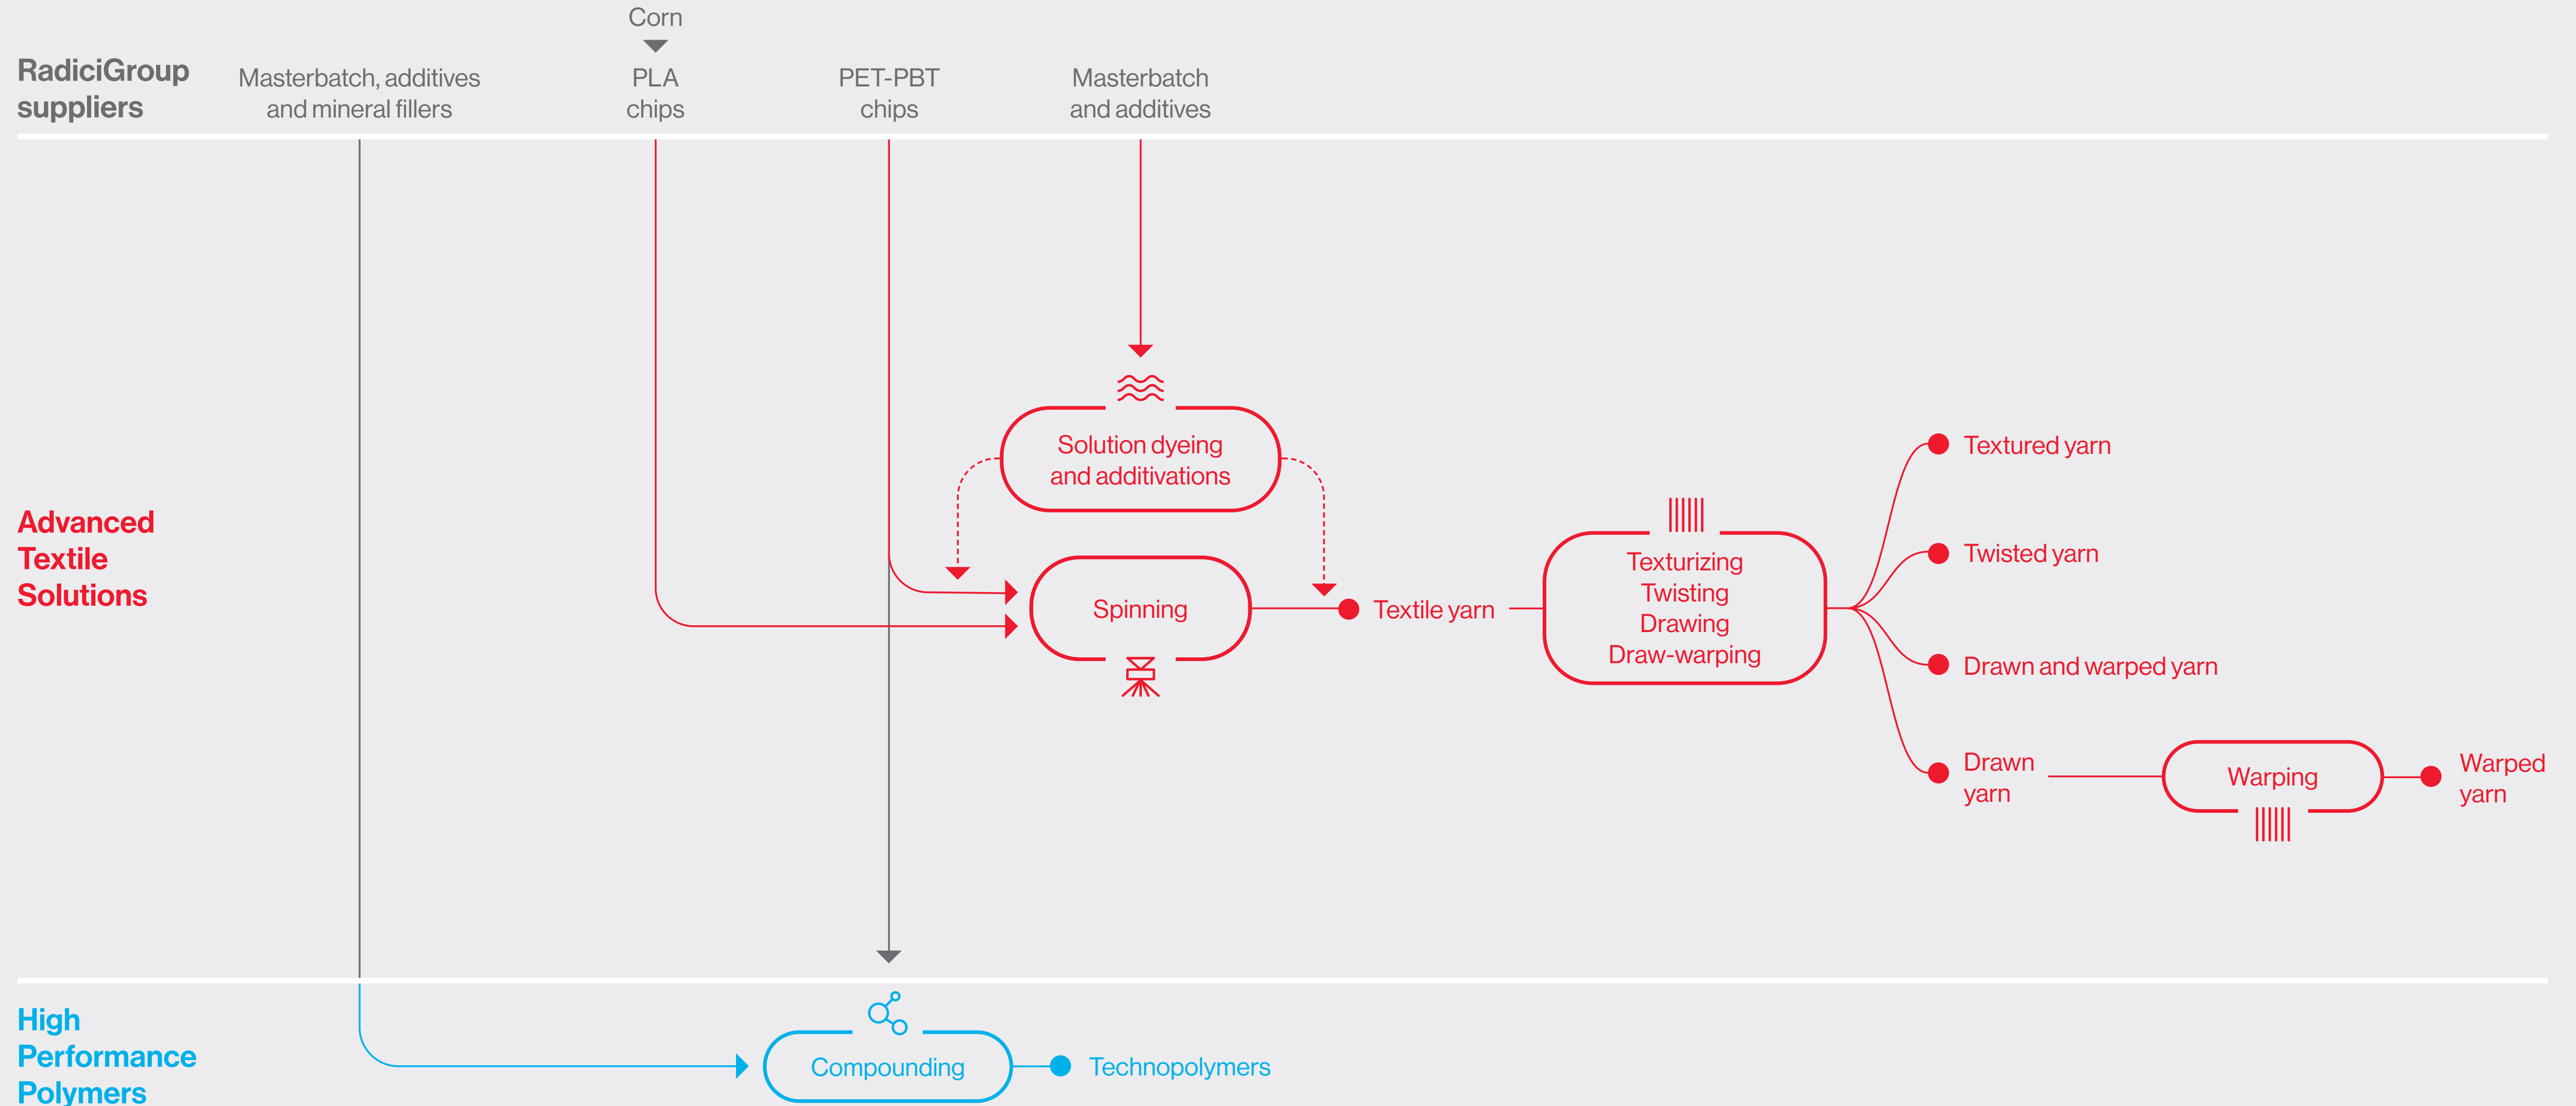 Corn
RadiciGroup
suppliers
Masterbatch, additives
and mineral fillers
PLA
chips
PET-PBT
chips
Masterbatch
and additives
Advanced
Textile
Solutions
Solution dyeing
and additivations
Spinning
Textile yarn
Texturizing
Twisting
Drawing
Draw-warping
Textured yarn
Twisted yarn
Drawn and warped yarn
Drawn
yarn
Warping
Warped
yarn
High
Performance
Polymers
Compounding
Technopolymers